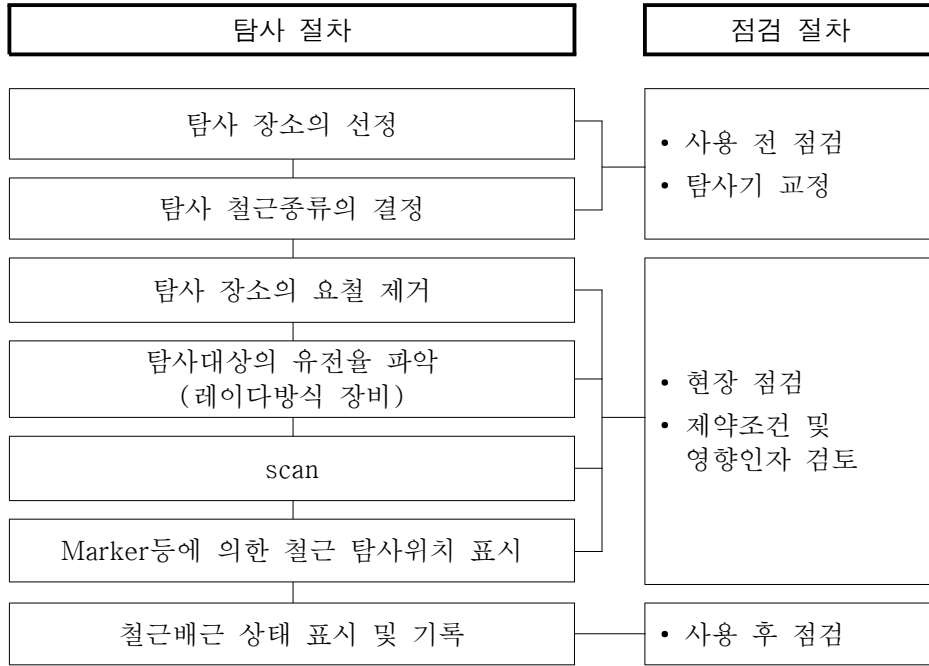 탐사 절차
점검 절차
탐사 장소의 선정
탐사 철근종류의 결정
• 사용 전 점검
• 탐사기 교정
탐사 장소의 요철 제거
탐사대상의 유전율 파악
(레이다방식 장비)
scan
Marker등에 의한 철근 탐사위치 표시
• 현장 점검
• 제약조건 및
영향인자 검토
철근배근 상태 표시 및 기록
• 사용 후 점검